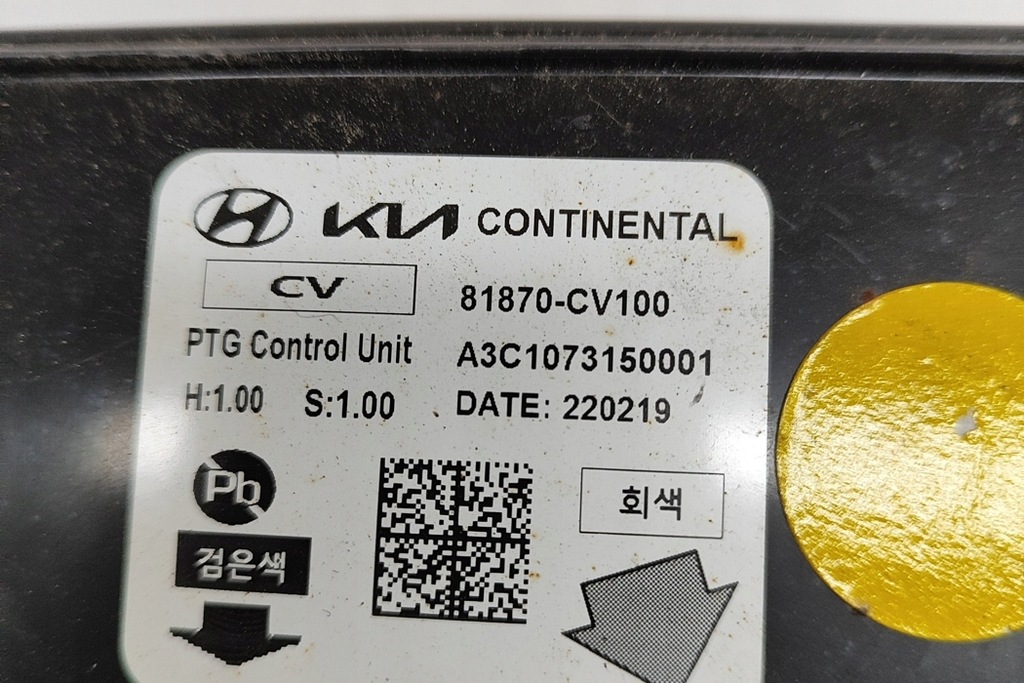 KIA CONTINENTAL
CV
81870-CV100
PTG Control Unit
A3C1073150001
H:1.00 S:1.00
DATE: 220219
Pb
회색
검은색